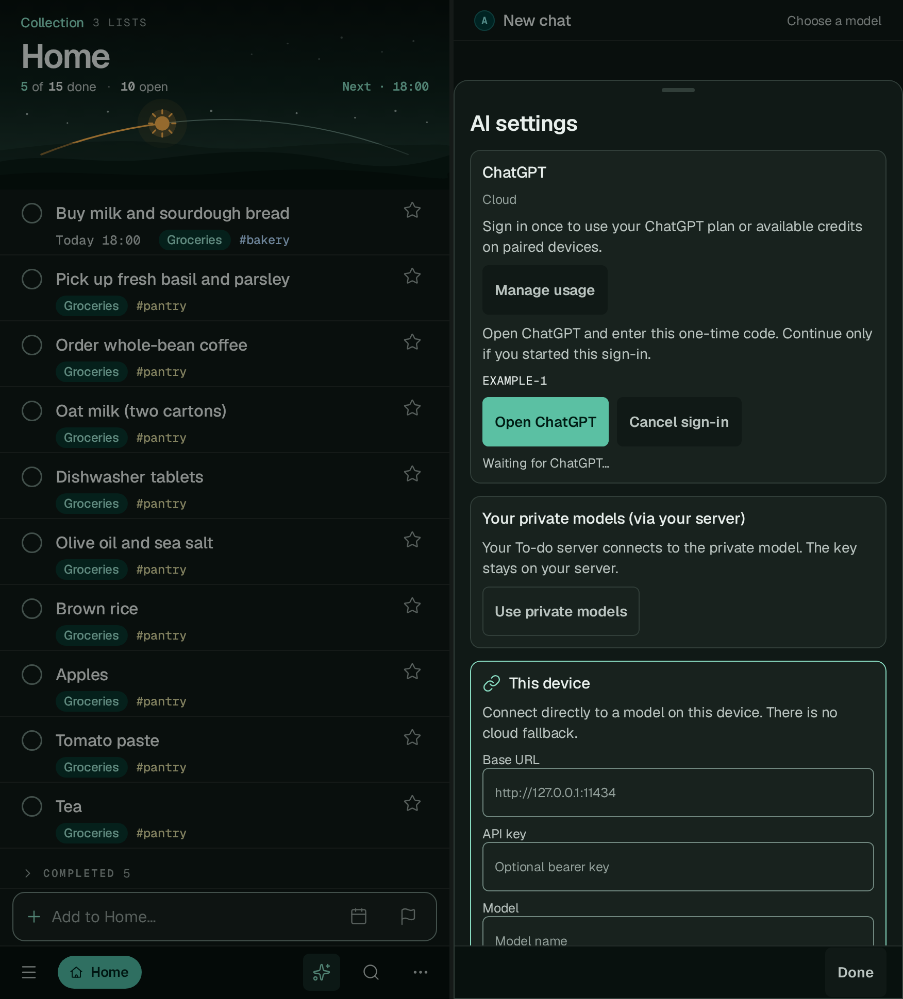 Collection 3 LISTS
Home
5 of 15 done · 10 open
Next · 18:00
Buy milk and sourdough bread
Today 18:00 Groceries #bakery
Pick up fresh basil and parsley
Groceries #pantry
Order whole-bean coffee
Groceries #pantry
Oat milk (two cartons)
Groceries #pantry
Dishwasher tablets
Groceries #pantry
Olive oil and sea salt
Groceries #pantry
Brown rice
Groceries #pantry
Apples
Groceries #pantry
Tomato paste
Groceries #pantry
Tea
Groceries #pantry
COMPLETED 5
Add to Home...
Home
A New chat
Choose a model
AI settings
ChatGPT
Cloud
Sign in once to use your ChatGPT plan or available credits
on paired devices.
Manage usage
Open ChatGPT and enter this one-time code. Continue only
if you started this sign-in.
EXAMPLE-1
Open ChatGPT
Cancel sign-in
Waiting for ChatGPT…
Your private models (via your server)
Your To-do server connects to the private model. The key
stays on your server.
Use private models
This device
Connect directly to a model on this device. There is no
cloud fallback.
Base URL
http://127.0.0.1:11434
API key
Optional bearer key
Model
Model name
Done